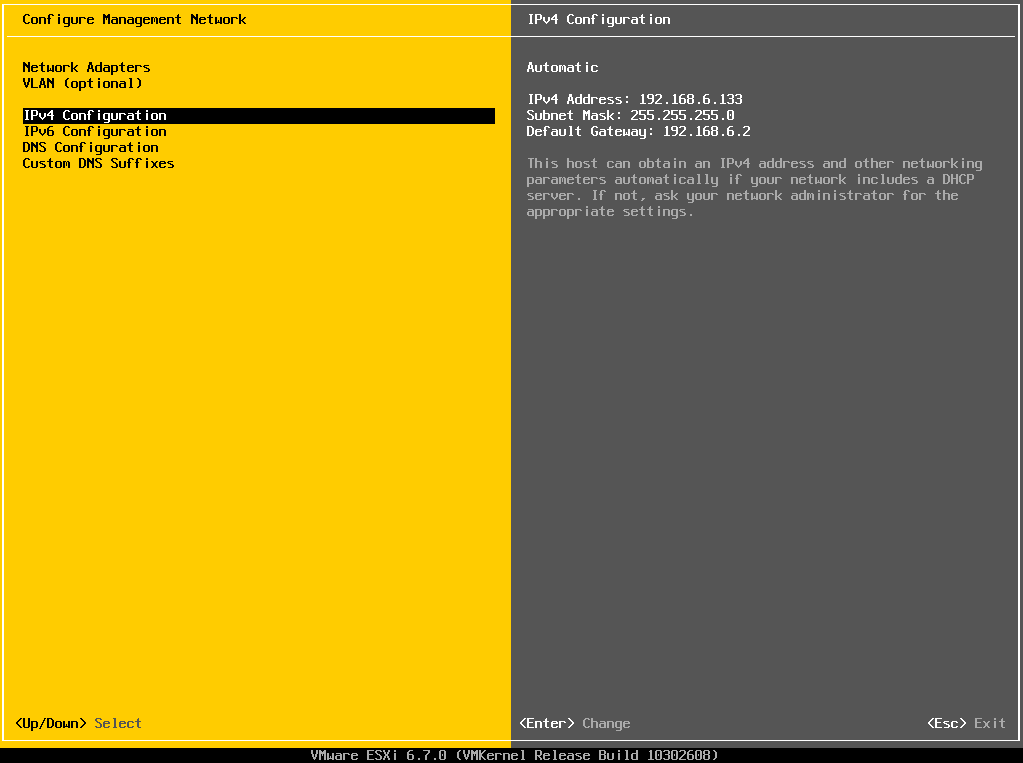 Configure Management Network
Network Adapters
VLAN (optional)
IPv4 Configuration
IPv6 Configuration
DNS Configuration
Custom DNS Suffixes
IPv4 Configuration
Automatic
IPv4 Address: 192.168.6.133
Subnet Mask: 255.255.255.0
Default Gateway: 192.168.6.2
This host can obtain an IPv4 address and other networking
parameters automatically if your network includes a DHCP
server. If not, ask your network administrator for the
appropriate settings.
<Up/Down> Select
<Enter> Change
<Esc> Exit
VMware ESXi 6.7.0 (VMKernel Release Build 10302608)